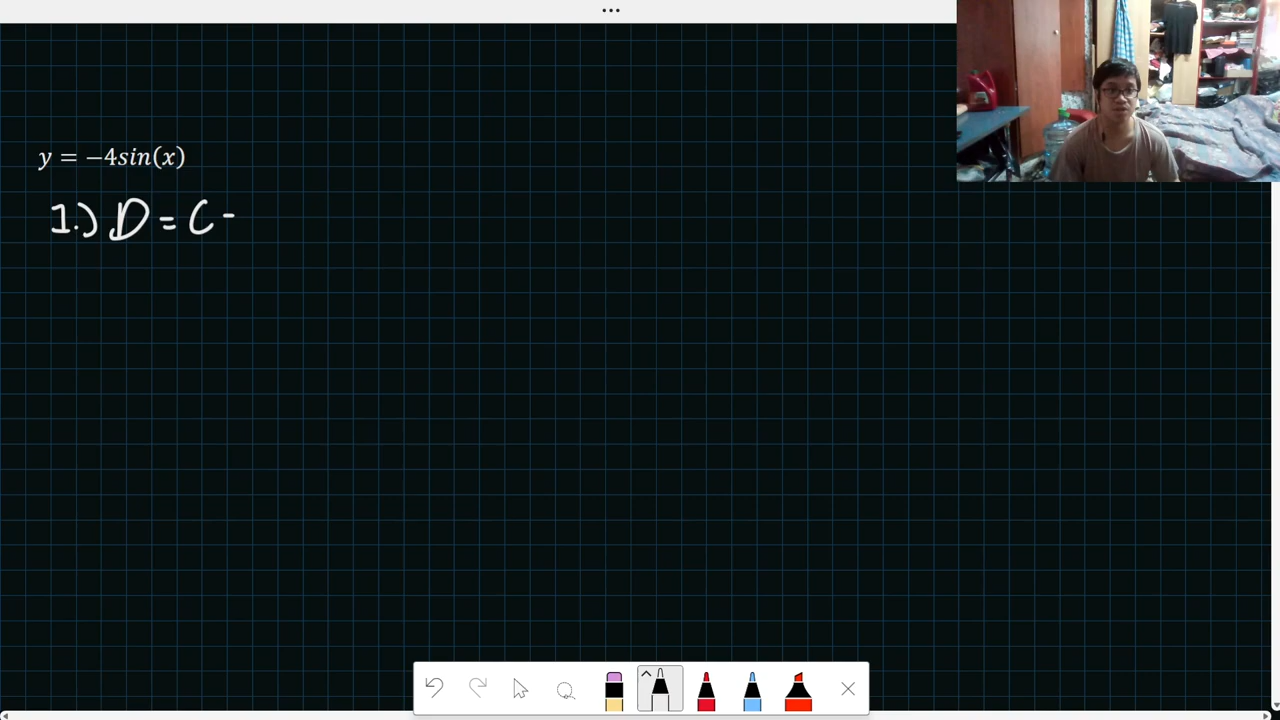 y = −4sin(x)
1.) D = (-